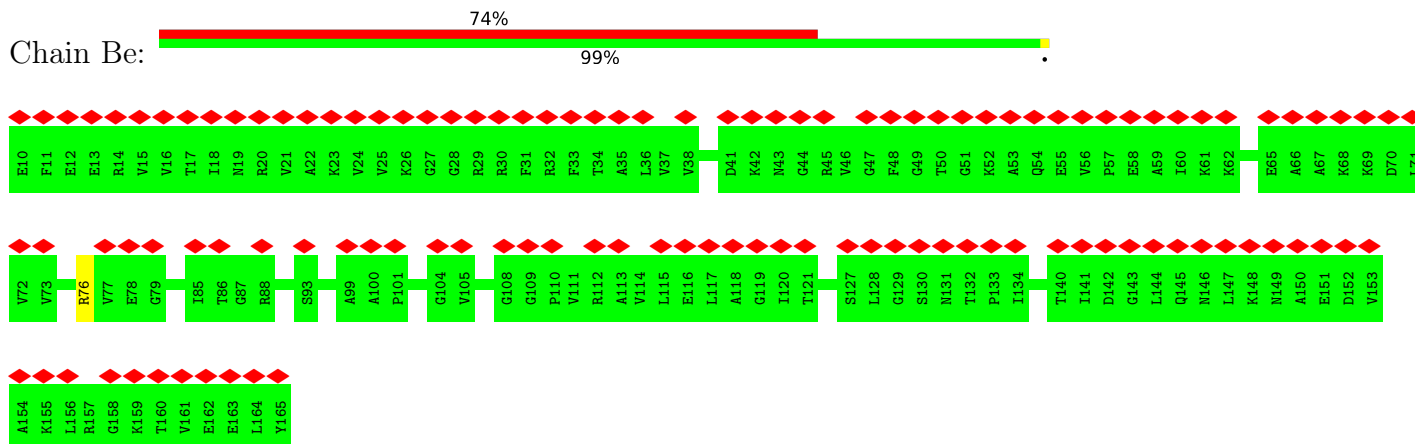 74%
Chain Be:
99%
.
E10 F11 E12 E13 R14 V15 V16 T17 I18 N19 R20 V21 A22 K23 V24 V25 K26 G27 G28 R29 R30 F31 R32 F33 T34 A35 L36 V37 V38 D41 K42 N43 G44 R45 V46 G47 F48 G49 T50 G51 K52 A53 Q54 E55 V56 P57 E58 A59 I60 K61 K62 E65 A66 A67 K68 K69 D70
V72 V73 R76 V77 E78 G79 I85 T86 G87 R88 S93 A99 A100 P101 G104 V105 G108 G109 P110 V111 R112 A113 V114 L115 E116 L117 A118 G119 I120 T121 S127 L128 G129 S130 N131 T132 P133 I134 T140 I141 D142 G143 L144 Q145 N146 L147 K148 N149 A150 E151 D152 V153
A154 K155 L156 R157 G158 K159 T160 V161 E162 E163 L164 Y165